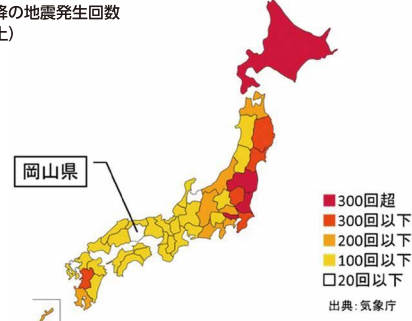 降の地震発生回数
上）
岡山県
300回超
300回以下
200回以下
100回以下
20回以下
出典：気象庁